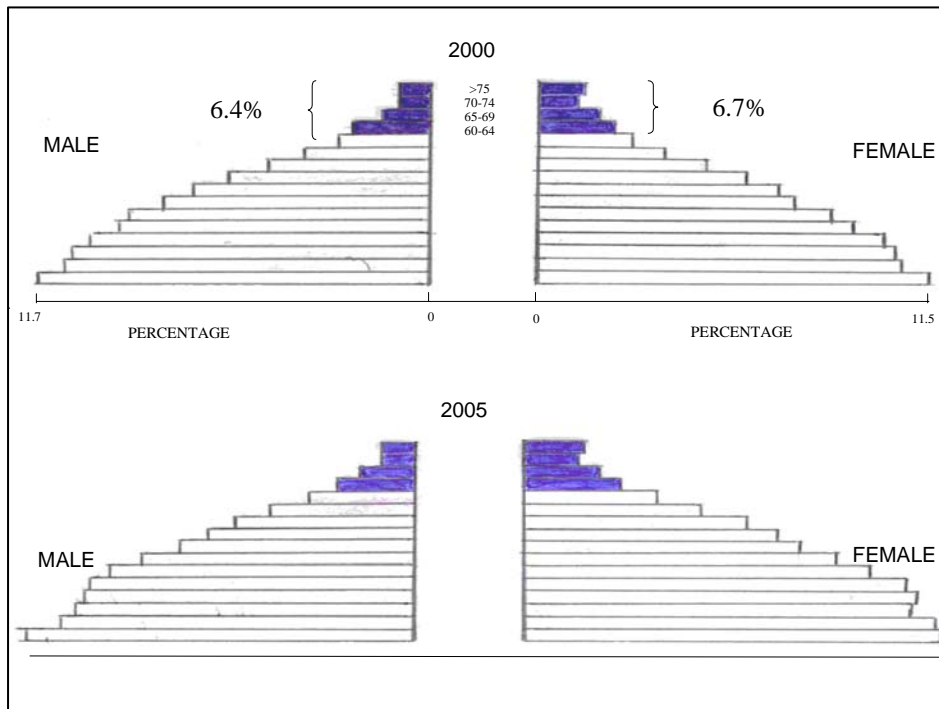 2000
>75
70-74
65-69
60-64
6.4%
6.7%
MALE
FEMALE
11.7
0
0
11.5
PERCENTAGE
PERCENTAGE
2005
MALE
FEMALE